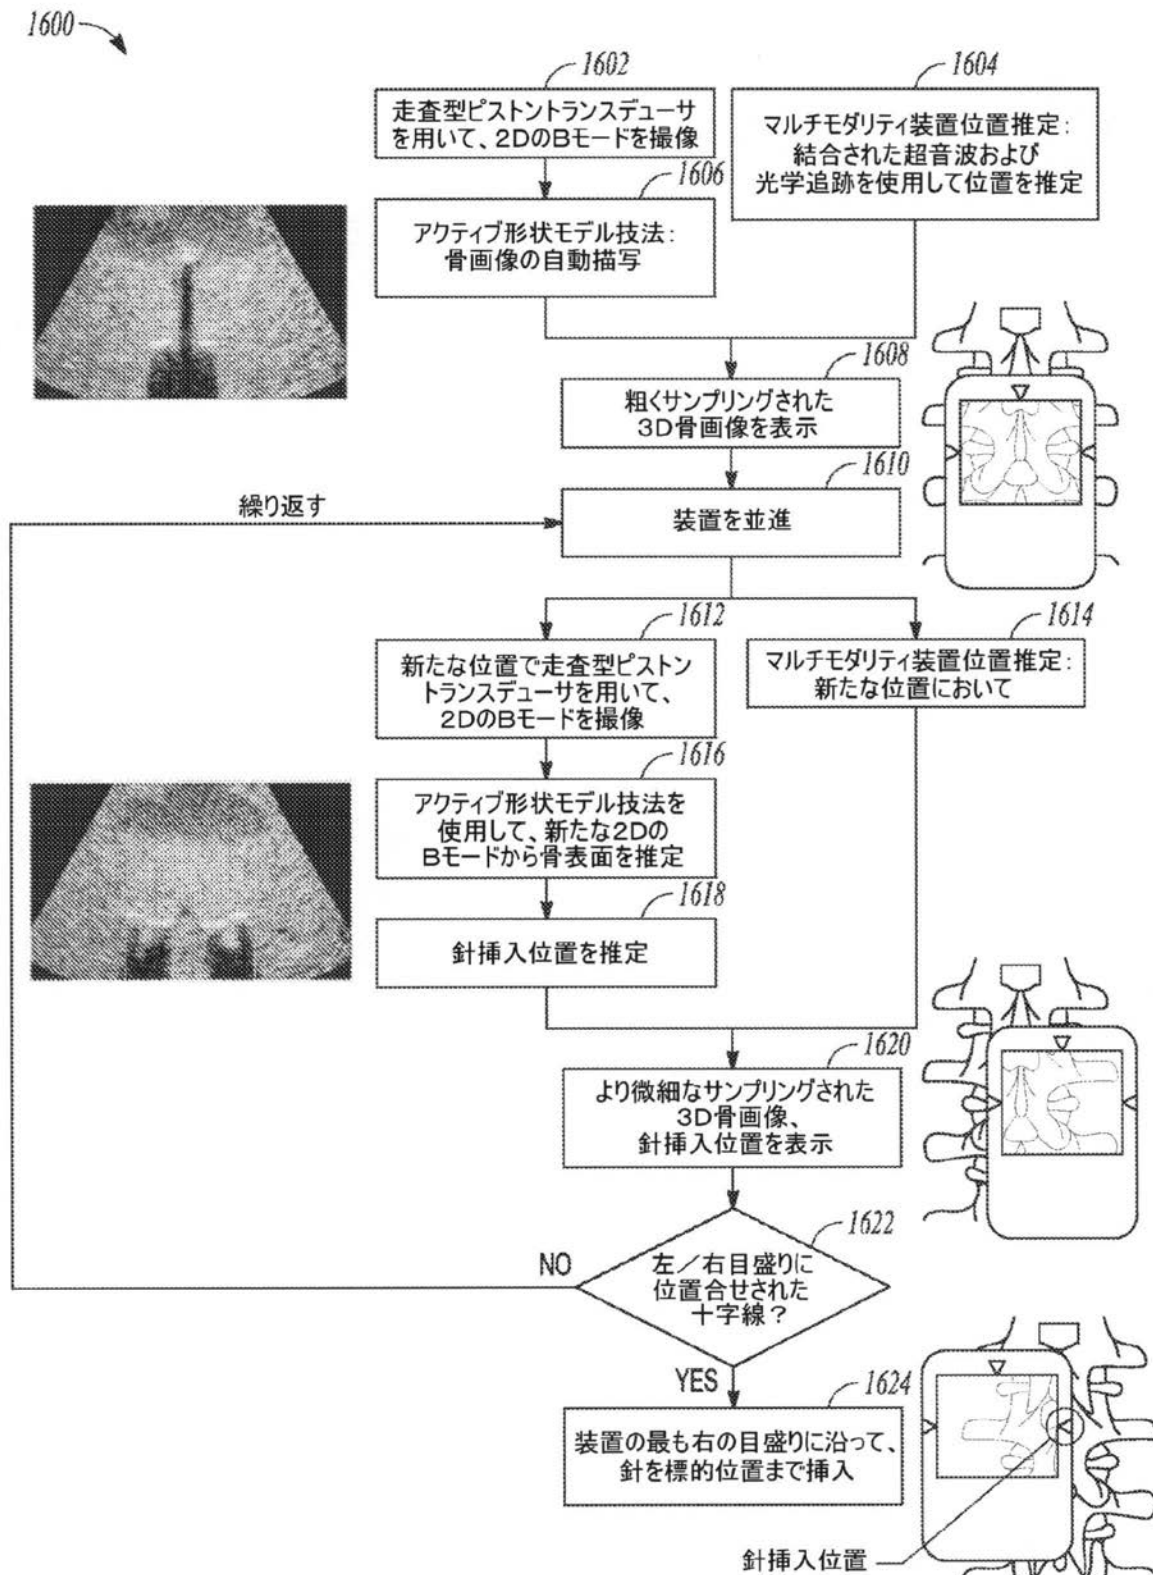 1600
1602
走査型ピストントランスデューサ
を用いて、2DのBモードを撮像
1604
マルチモダリティ装置位置推定：
結合された超音波および
光学追跡を使用して位置を推定
1606
アクティブ形状モデル技法：
骨画像の自動描写
1608
粗くサンプリングされた
3D骨画像を表示
1610
装置を並進
繰り返す
1612
新たな位置で走査型ピストン
トランスデューサを用いて、
2DのBモードを撮像
1614
マルチモダリティ装置位置推定：
新たな位置において
1616
アクティブ形状モデル技法を
使用して、新たな2Dの
Bモードから骨表面を推定
1618
針挿入位置を推定
1620
より微細なサンプリングされた
3D骨画像、
針挿入位置を表示
1622
左／右目盛りに
位置合せされた
十字線？
NO
YES
1624
装置の最も右の目盛りに沿って、
針を標的位置まで挿入
針挿入位置